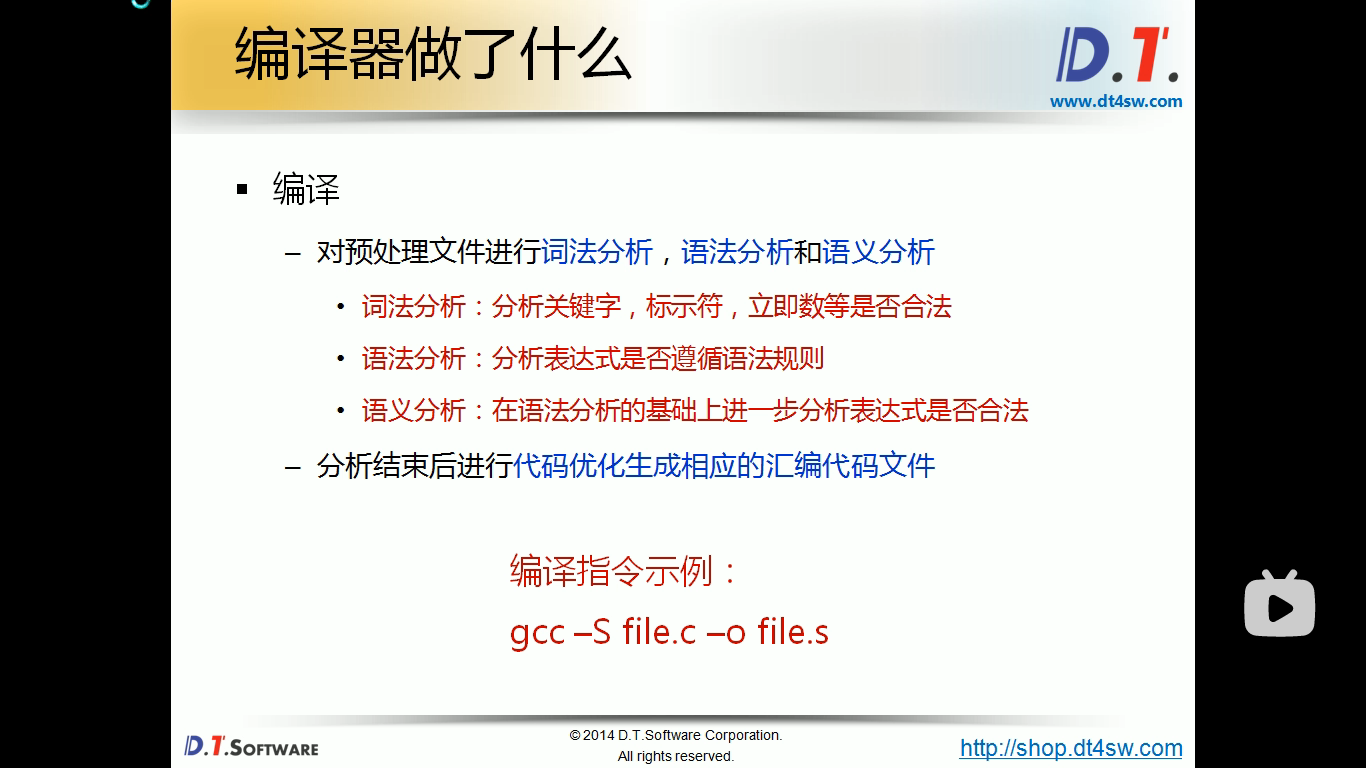 编译器做了什么
D.T.
www.dt4sw.com
▪ 编译
– 对预处理文件进行词法分析，语法分析和语义分析
• 词法分析：分析关键字，标示符，立即数等是否合法
• 语法分析：分析表达式是否遵循语法规则
• 语义分析：在语法分析的基础上进一步分析表达式是否合法
– 分析结束后进行代码优化生成相应的汇编代码文件
编译指令示例：
gcc –S file.c –o file.s
D.T.SOFTWARE
© 2014 D.T.Software Corporation.
All rights reserved.
http://shop.dt4sw.com